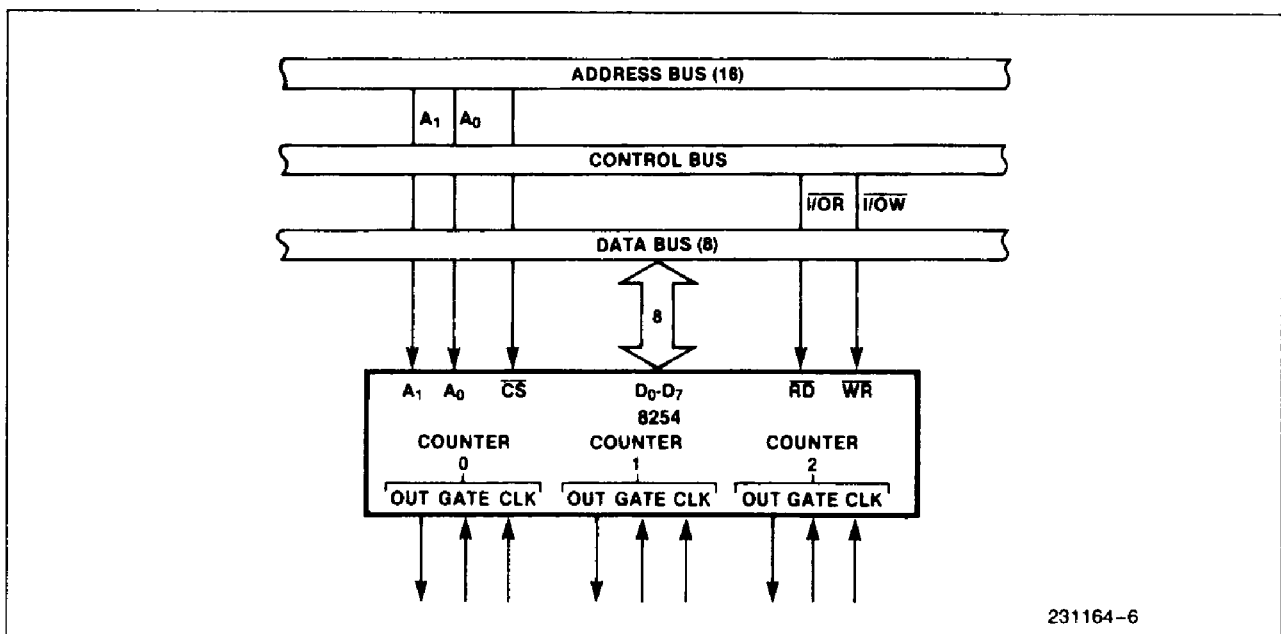 ADDRESS BUS (16)
A₁ A₀
CONTROL BUS
I/OR I/OW
DATA BUS (8)
8
A₁ A₀ CS D₀-D₇ RD WR
8254
COUNTER COUNTER COUNTER
0 1 2
OUT GATE CLK OUT GATE CLK OUT GATE CLK
231164-6